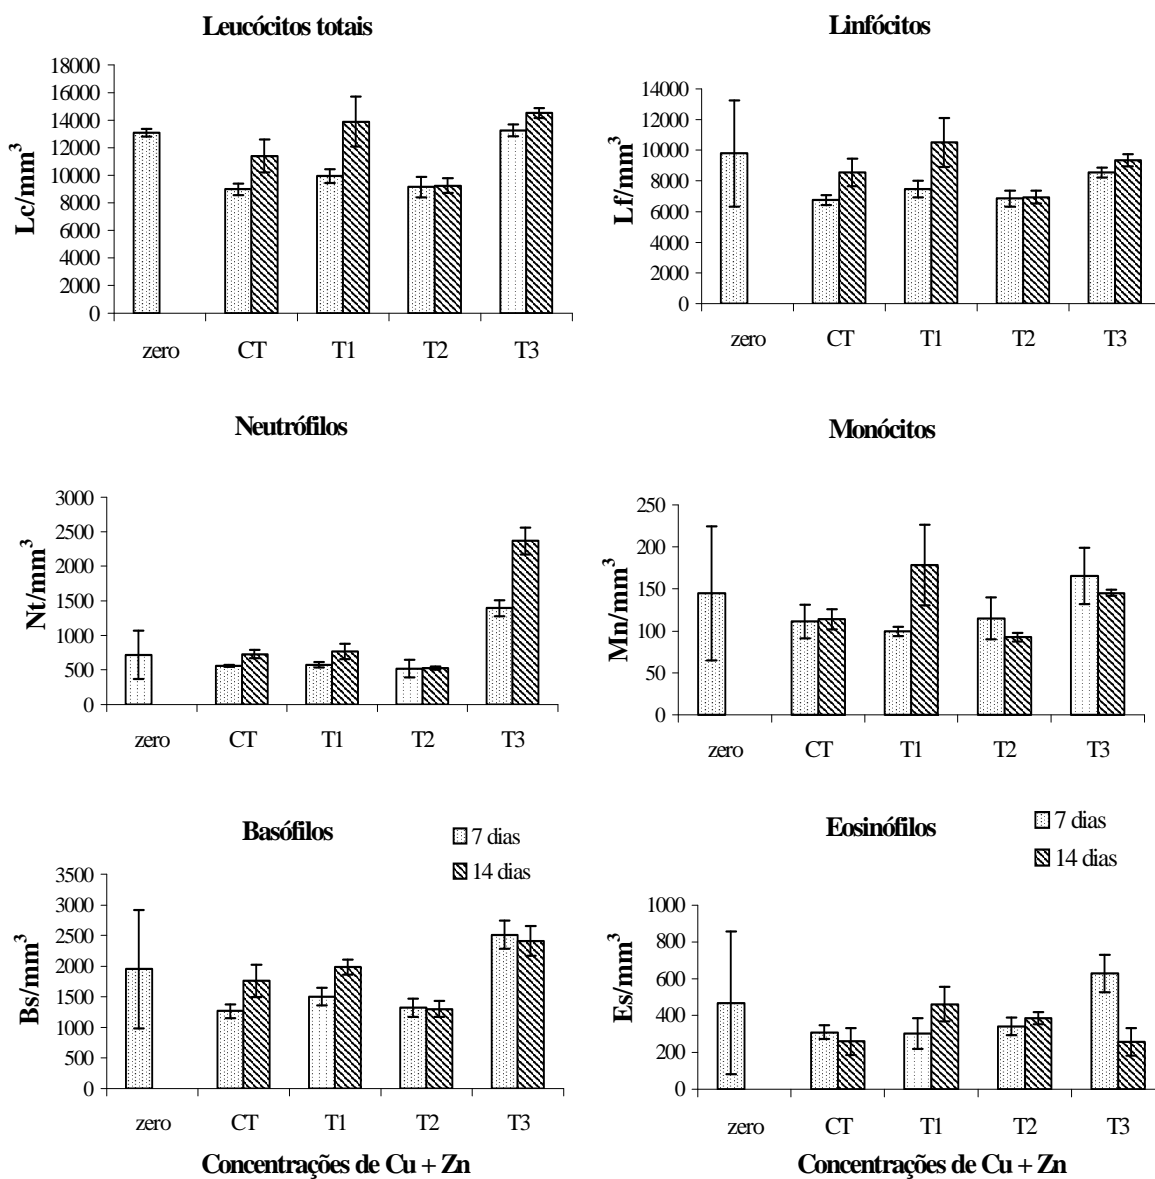 Leucócitos totais
Lc/mm³
18000
16000
14000
12000
10000
8000
6000
4000
2000
0
zero CT T1 T2 T3
Linfócitos
Lf/mm³
14000
12000
10000
8000
6000
4000
2000
0
zero CT T1 T2 T3
Neutrófilos
Nt/mm³
3000
2500
2000
1500
1000
500
0
zero CT T1 T2 T3
Monócitos
Mn/mm³
250
200
150
100
50
0
zero CT T1 T2 T3
Basófilos
7 dias
14 dias
Bs/mm³
3500
3000
2500
2000
1500
1000
500
0
zero CT T1 T2 T3
Concentrações de Cu + Zn
Eosinófilos
7 dias
14 dias
Es/mm³
1000
800
600
400
200
0
zero CT T1 T2 T3
Concentrações de Cu + Zn